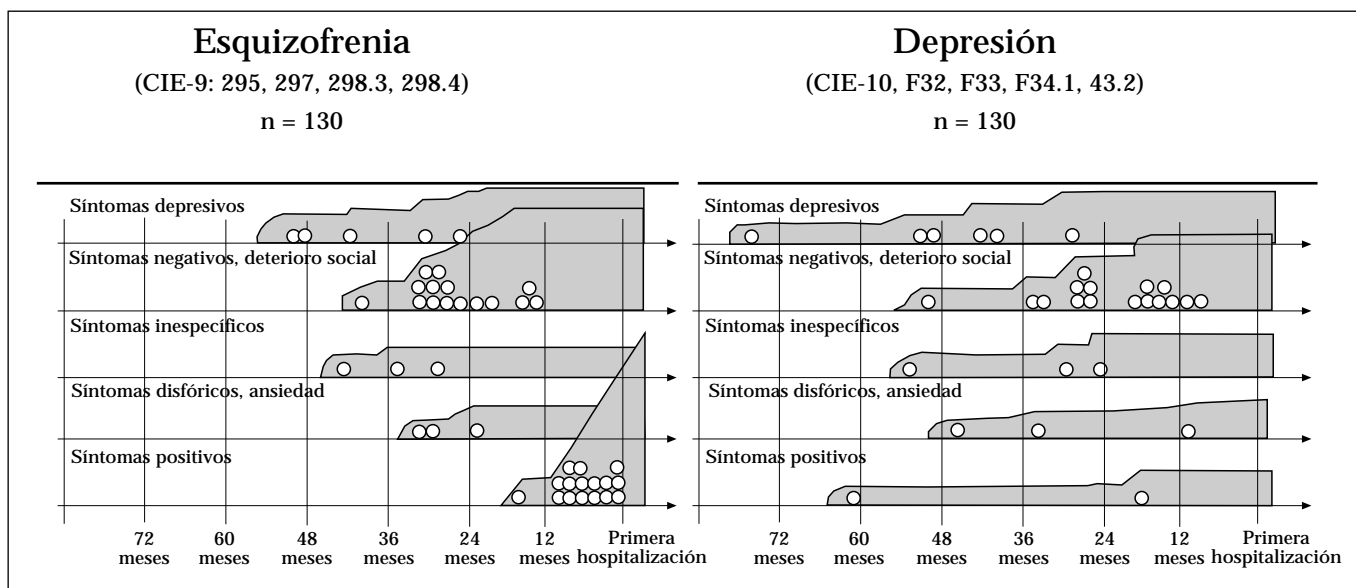 Esquizofrenia
(CIE-9: 295, 297, 298.3, 298.4)
n = 130
Síntomas depresivos
Síntomas negativos, deterioro social
Síntomas inespecíficos
Síntomas disfóricos, ansiedad
Síntomas positivos
72 60 48 36 24 12 Primera
meses meses meses meses meses meses hospitalización
Depresión
(CIE-10, F32, F33, F34.1, 43.2)
n = 130
Síntomas depresivos
Síntomas negativos, deterioro social
Síntomas inespecíficos
Síntomas disfóricos, ansiedad
Síntomas positivos
72 60 48 36 24 12 Primera
meses meses meses meses meses meses hospitalización